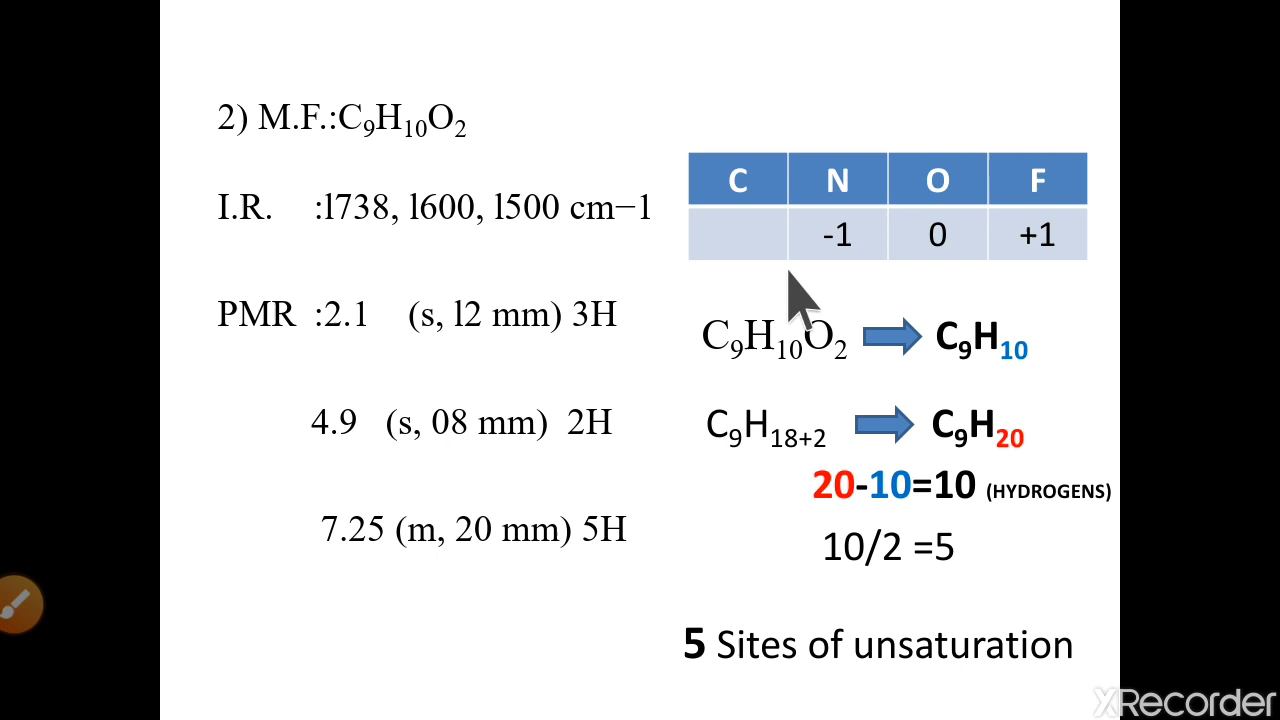 2) M.F.:C₉H₁₀O₂
I.R. :l738, l600, l500 cm−1
PMR :2.1 (s, l2 mm) 3H
4.9 (s, 08 mm) 2H
7.25 (m, 20 mm) 5H
C N O F
-1 0 +1
C₉H₁₀O₂ C₉H₁₀
C₉H₁₈₊₂ C₉H₂₀
20-10=10 (HYDROGENS)
10/2 =5
5 Sites of unsaturation
XRecorder